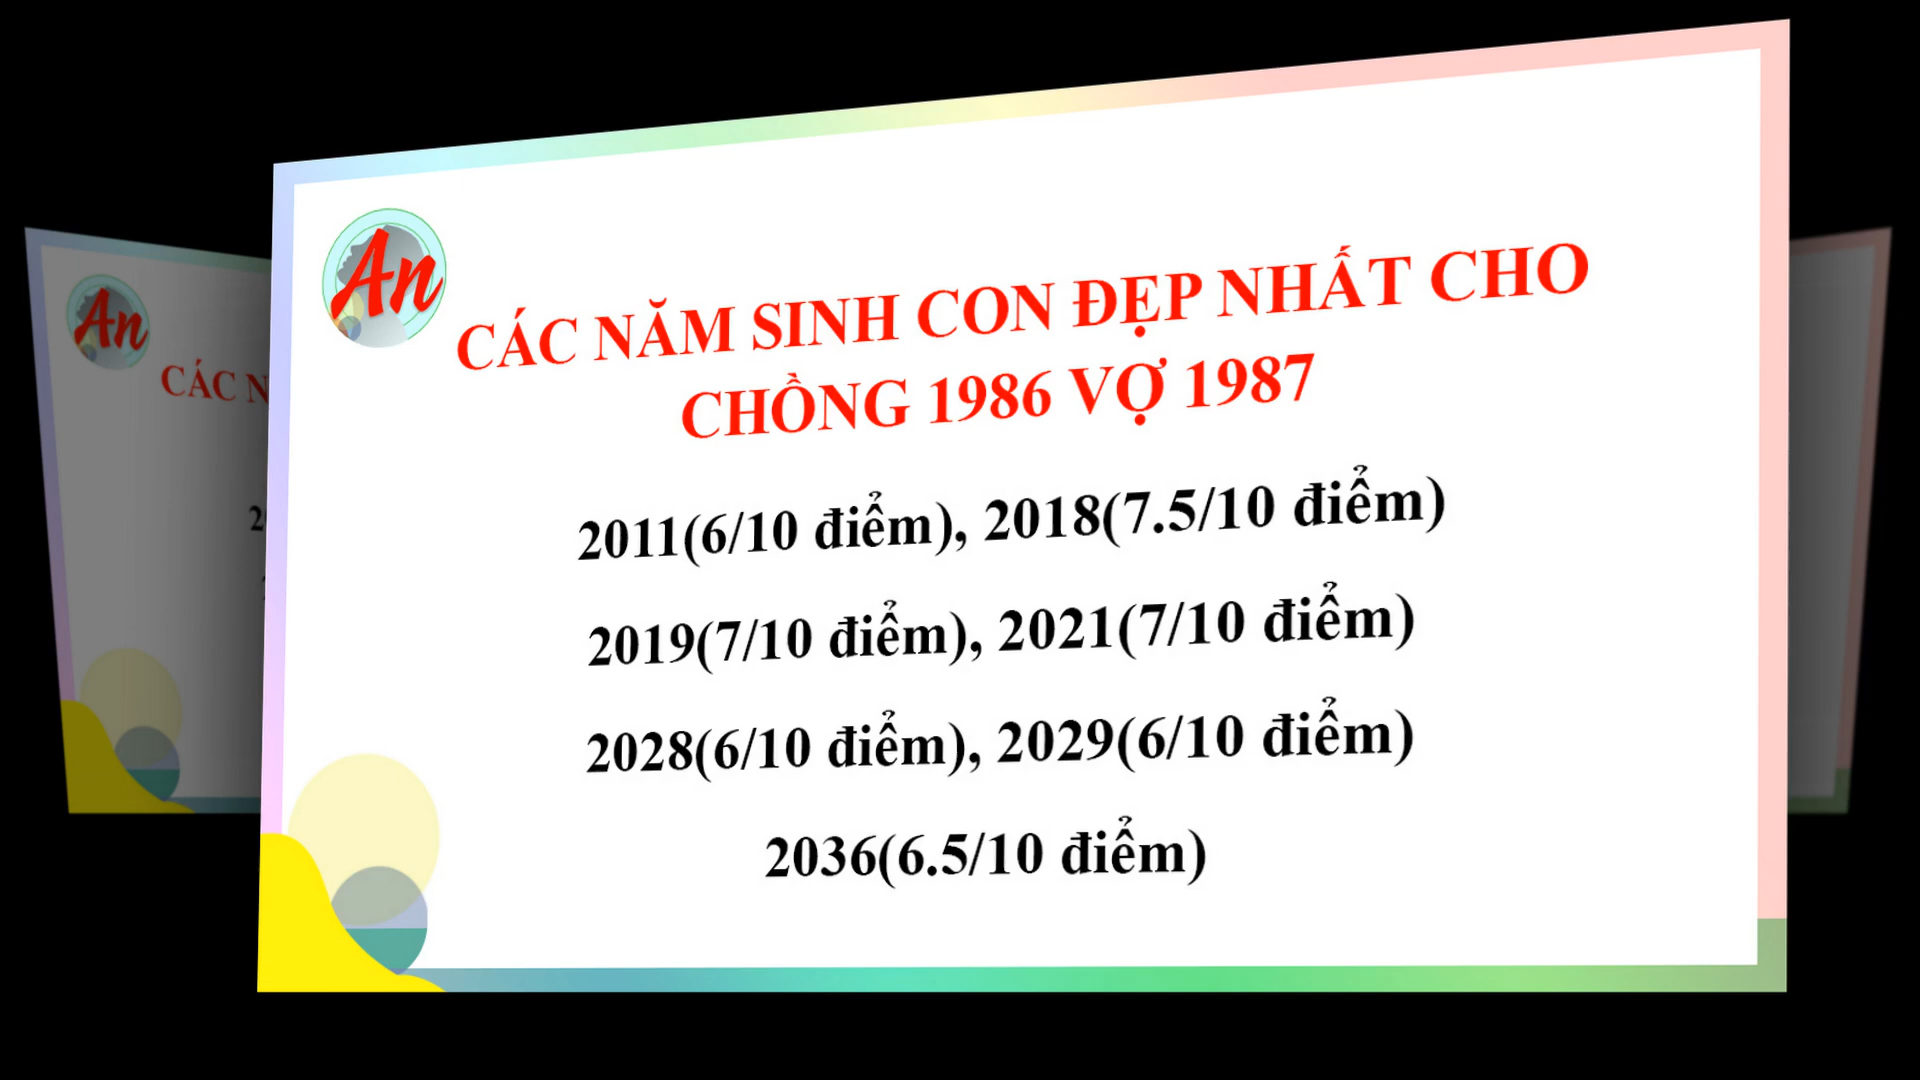 An
CÁC NĂM SINH CON ĐẸP NHẤT CHO
CHỒNG 1986 VỢ 1987
2011(6/10 điểm), 2018(7.5/10 điểm)
2019(7/10 điểm), 2021(7/10 điểm)
2028(6/10 điểm), 2029(6/10 điểm)
2036(6.5/10 điểm)
An
CÁC N